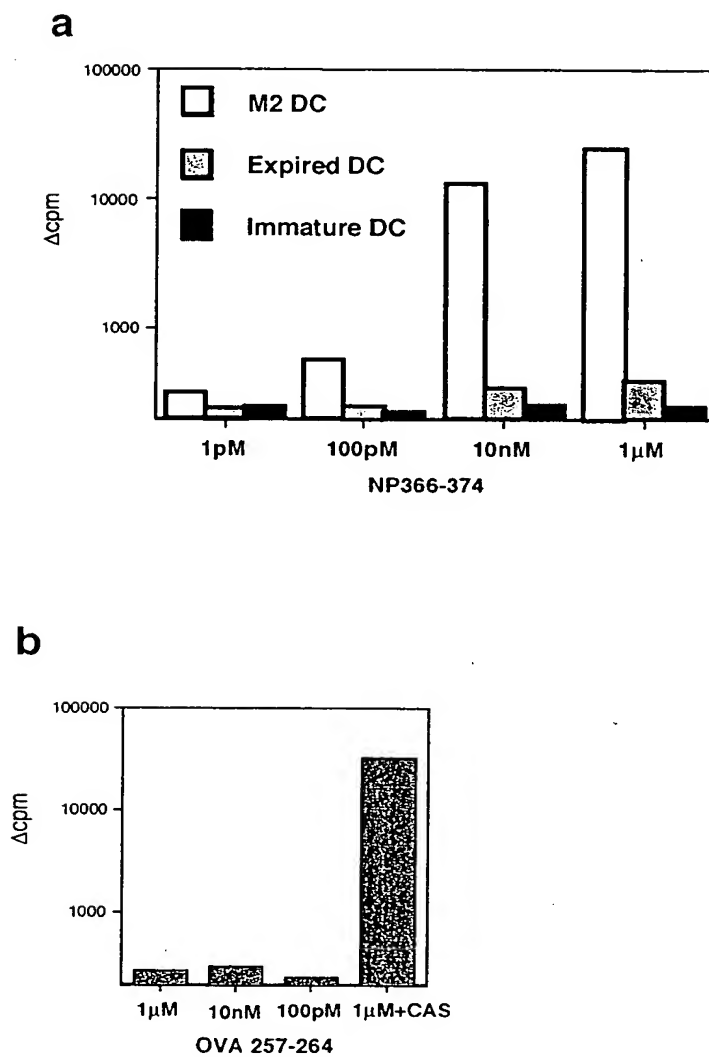 a
100000
10000
1000
Δcpm
M2 DC
Expired DC
Immature DC
1pM
100pM
10nM
1µM
NP366-374
b
100000
10000
1000
Δcpm
1µM
10nM
100pM
1µM+CAS
OVA 257-264